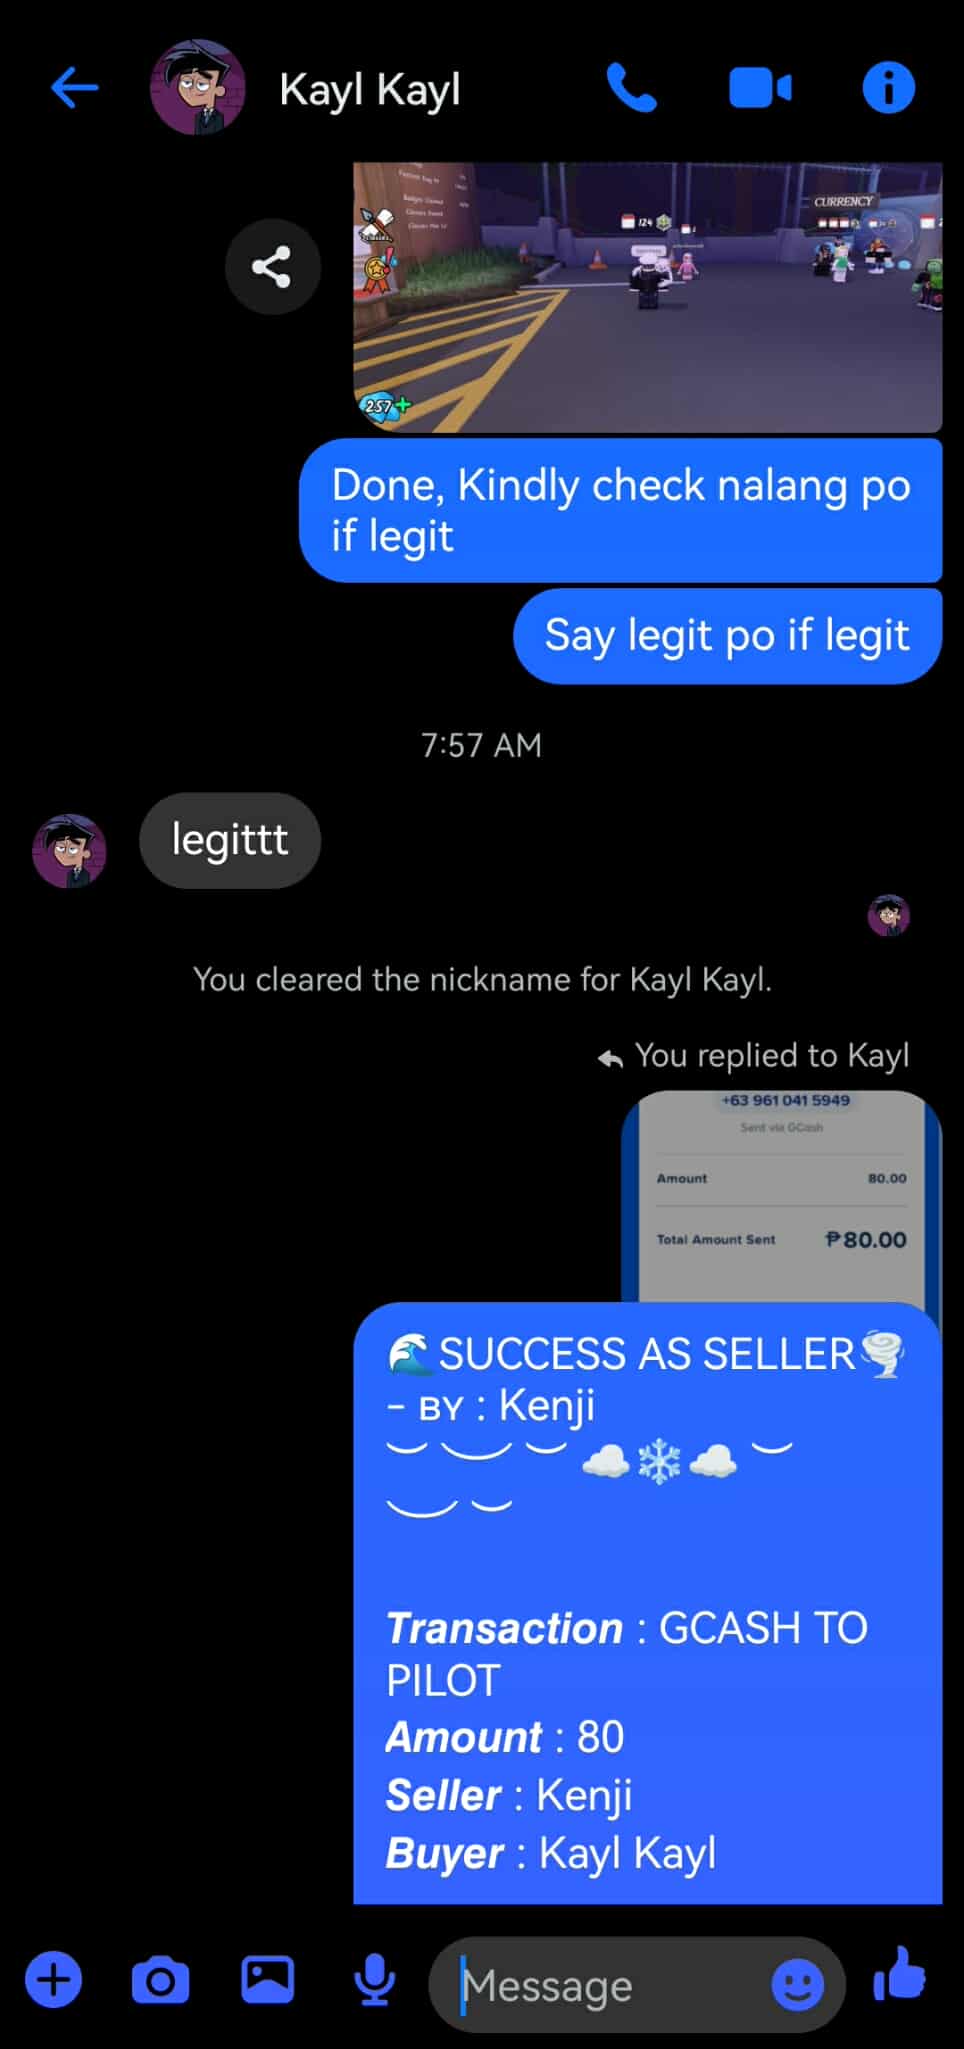 Kayl Kayl
CURRENCY
124
257+
Done, Kindly check nalang po
if legit
Say legit po if legit
7:57 AM
legittt
You cleared the nickname for Kayl Kayl.
You replied to Kayl
+63 961 041 5949
Sent via GCash
Amount 80.00
Total Amount Sent ₱80.00
🌊SUCCESS AS SELLER🌪️
- ʙʏ : Kenji
︶ ︶ ︶ ☁️❄️☁️ ︶
︶ ︶
Transaction : GCASH TO
PILOT
Amount : 80
Seller : Kenji
Buyer : Kayl Kayl
Message